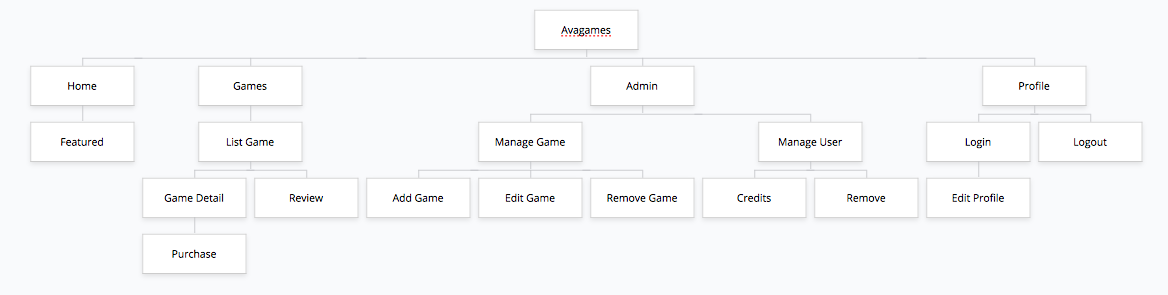 Avagames
Home
Games
Admin
Profile
Featured
List Game
Manage Game
Manage User
Login
Logout
Game Detail
Review
Add Game
Edit Game
Remove Game
Credits
Remove
Edit Profile
Purchase